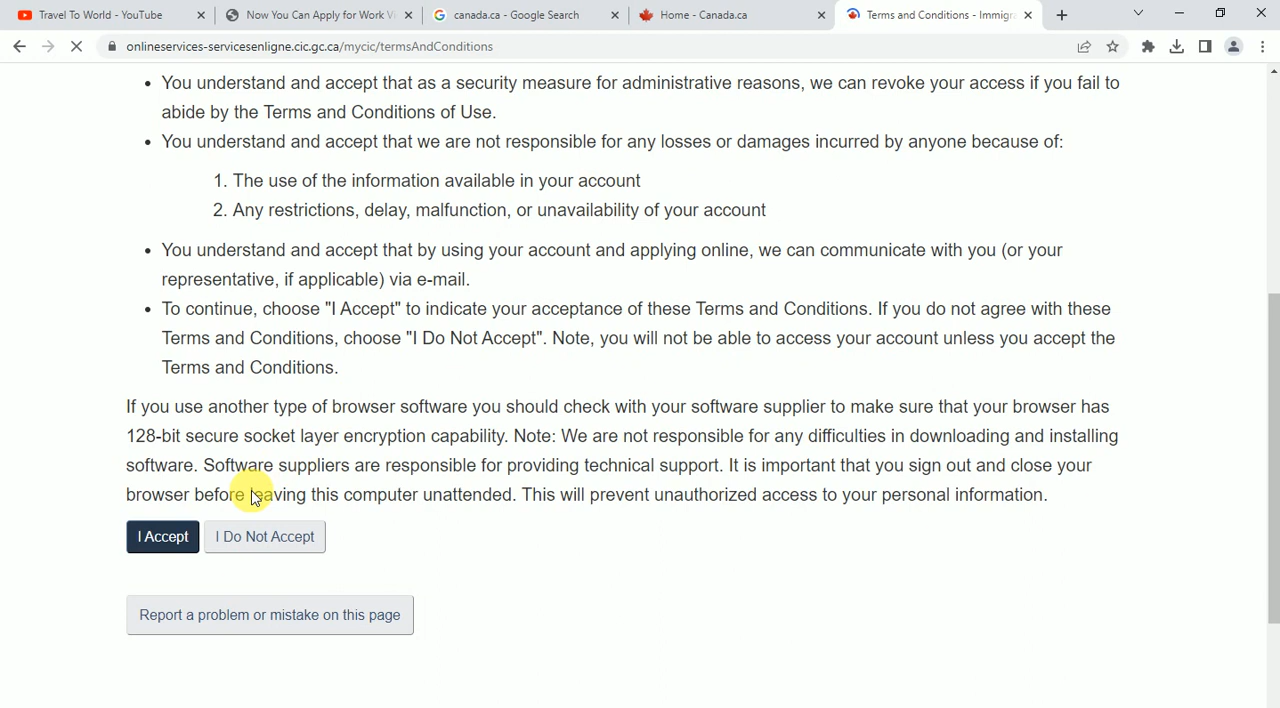 Travel To World - YouTube
Now You Can Apply for Work Vi
canada.ca - Google Search
Home - Canada.ca
Terms and Conditions - Immigra
onlineservices-servicesenligne.cic.gc.ca/mycic/termsAndConditions
• You understand and accept that as a security measure for administrative reasons, we can revoke your access if you fail to
abide by the Terms and Conditions of Use.
• You understand and accept that we are not responsible for any losses or damages incurred by anyone because of:
1. The use of the information available in your account
2. Any restrictions, delay, malfunction, or unavailability of your account
• You understand and accept that by using your account and applying online, we can communicate with you (or your
representative, if applicable) via e-mail.
• To continue, choose "I Accept" to indicate your acceptance of these Terms and Conditions. If you do not agree with these
Terms and Conditions, choose "I Do Not Accept". Note, you will not be able to access your account unless you accept the
Terms and Conditions.
If you use another type of browser software you should check with your software supplier to make sure that your browser has
128-bit secure socket layer encryption capability. Note: We are not responsible for any difficulties in downloading and installing
software. Software suppliers are responsible for providing technical support. It is important that you sign out and close your
browser before leaving this computer unattended. This will prevent unauthorized access to your personal information.
I Accept
I Do Not Accept
Report a problem or mistake on this page